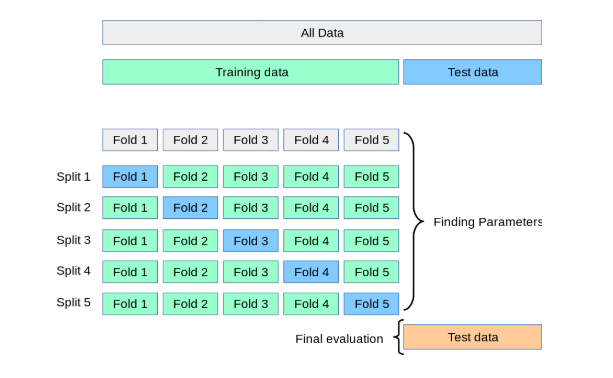 All Data
Training data Test data
Fold 1 Fold 2 Fold 3 Fold 4 Fold 5
Split 1 Fold 1 Fold 2 Fold 3 Fold 4 Fold 5
Split 2 Fold 1 Fold 2 Fold 3 Fold 4 Fold 5
Finding Parameters
Split 3 Fold 1 Fold 2 Fold 3 Fold 4 Fold 5
Split 4 Fold 1 Fold 2 Fold 3 Fold 4 Fold 5
Split 5 Fold 1 Fold 2 Fold 3 Fold 4 Fold 5
Final evaluation Test data